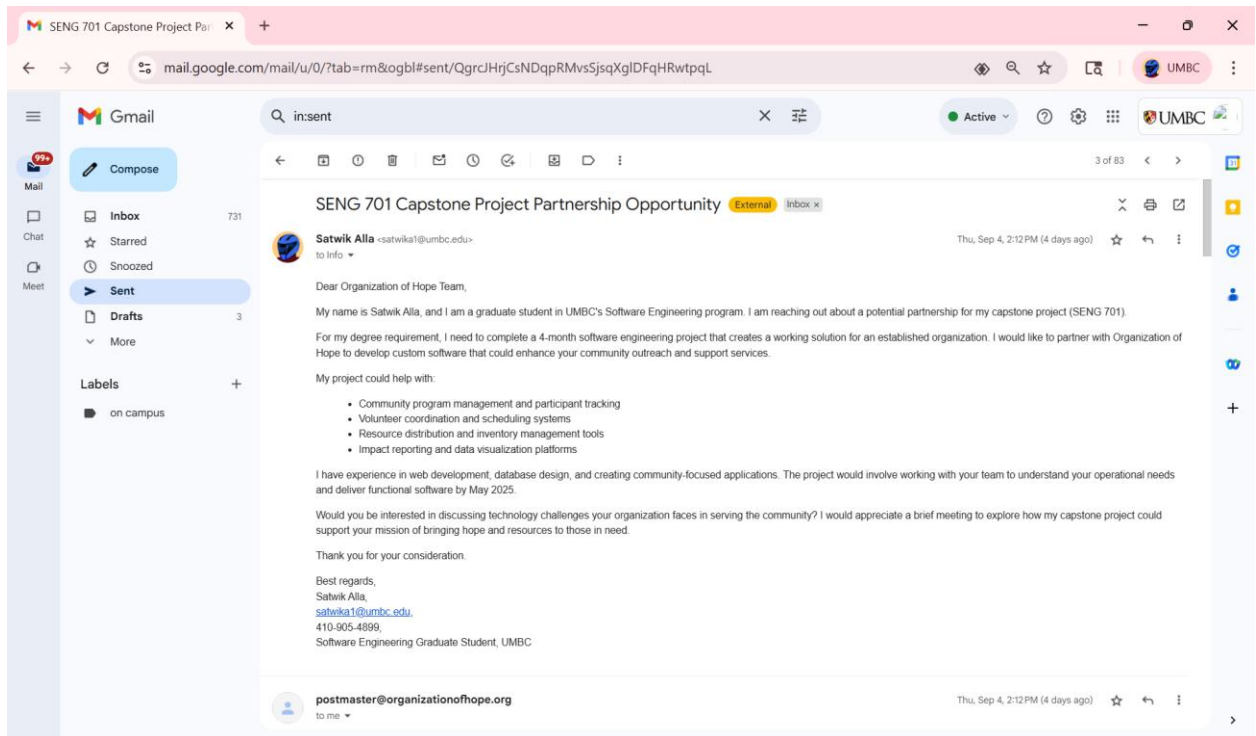 SENG 701 Capstone Project Par
mail.google.com/mail/u/0/?tab=rm&ogbl#sent/QgrcJHrjCsNDqpRMvsSjsqXglDFqHRwtpqL
UMBC
Gmail
in:sent
Active
UMBC
99+
Mail
Chat
Meet
Compose
Inbox 731
Starred
Snoozed
Sent
Drafts 3
More
Labels
on campus
3 of 83
31
SENG 701 Capstone Project Partnership Opportunity External Inbox x
Satwik Alla <satwika1@umbc.edu> Thu, Sep 4, 2:12 PM (4 days ago)
to Info
Dear Organization of Hope Team,
My name is Satwik Alla, and I am a graduate student in UMBC's Software Engineering program. I am reaching out about a potential partnership for my capstone project (SENG 701).
For my degree requirement, I need to complete a 4-month software engineering project that creates a working solution for an established organization. I would like to partner with Organization of
Hope to develop custom software that could enhance your community outreach and support services.
My project could help with:
• Community program management and participant tracking
• Volunteer coordination and scheduling systems
• Resource distribution and inventory management tools
• Impact reporting and data visualization platforms
I have experience in web development, database design, and creating community-focused applications. The project would involve working with your team to understand your operational needs
and deliver functional software by May 2025.
Would you be interested in discussing technology challenges your organization faces in serving the community? I would appreciate a brief meeting to explore how my capstone project could
support your mission of bringing hope and resources to those in need.
Thank you for your consideration.
Best regards,
Satwik Alla,
satwika1@umbc.edu,
410-905-4899,
Software Engineering Graduate Student, UMBC
postmaster@organizationofhope.org Thu, Sep 4, 2:12 PM (4 days ago)
to me